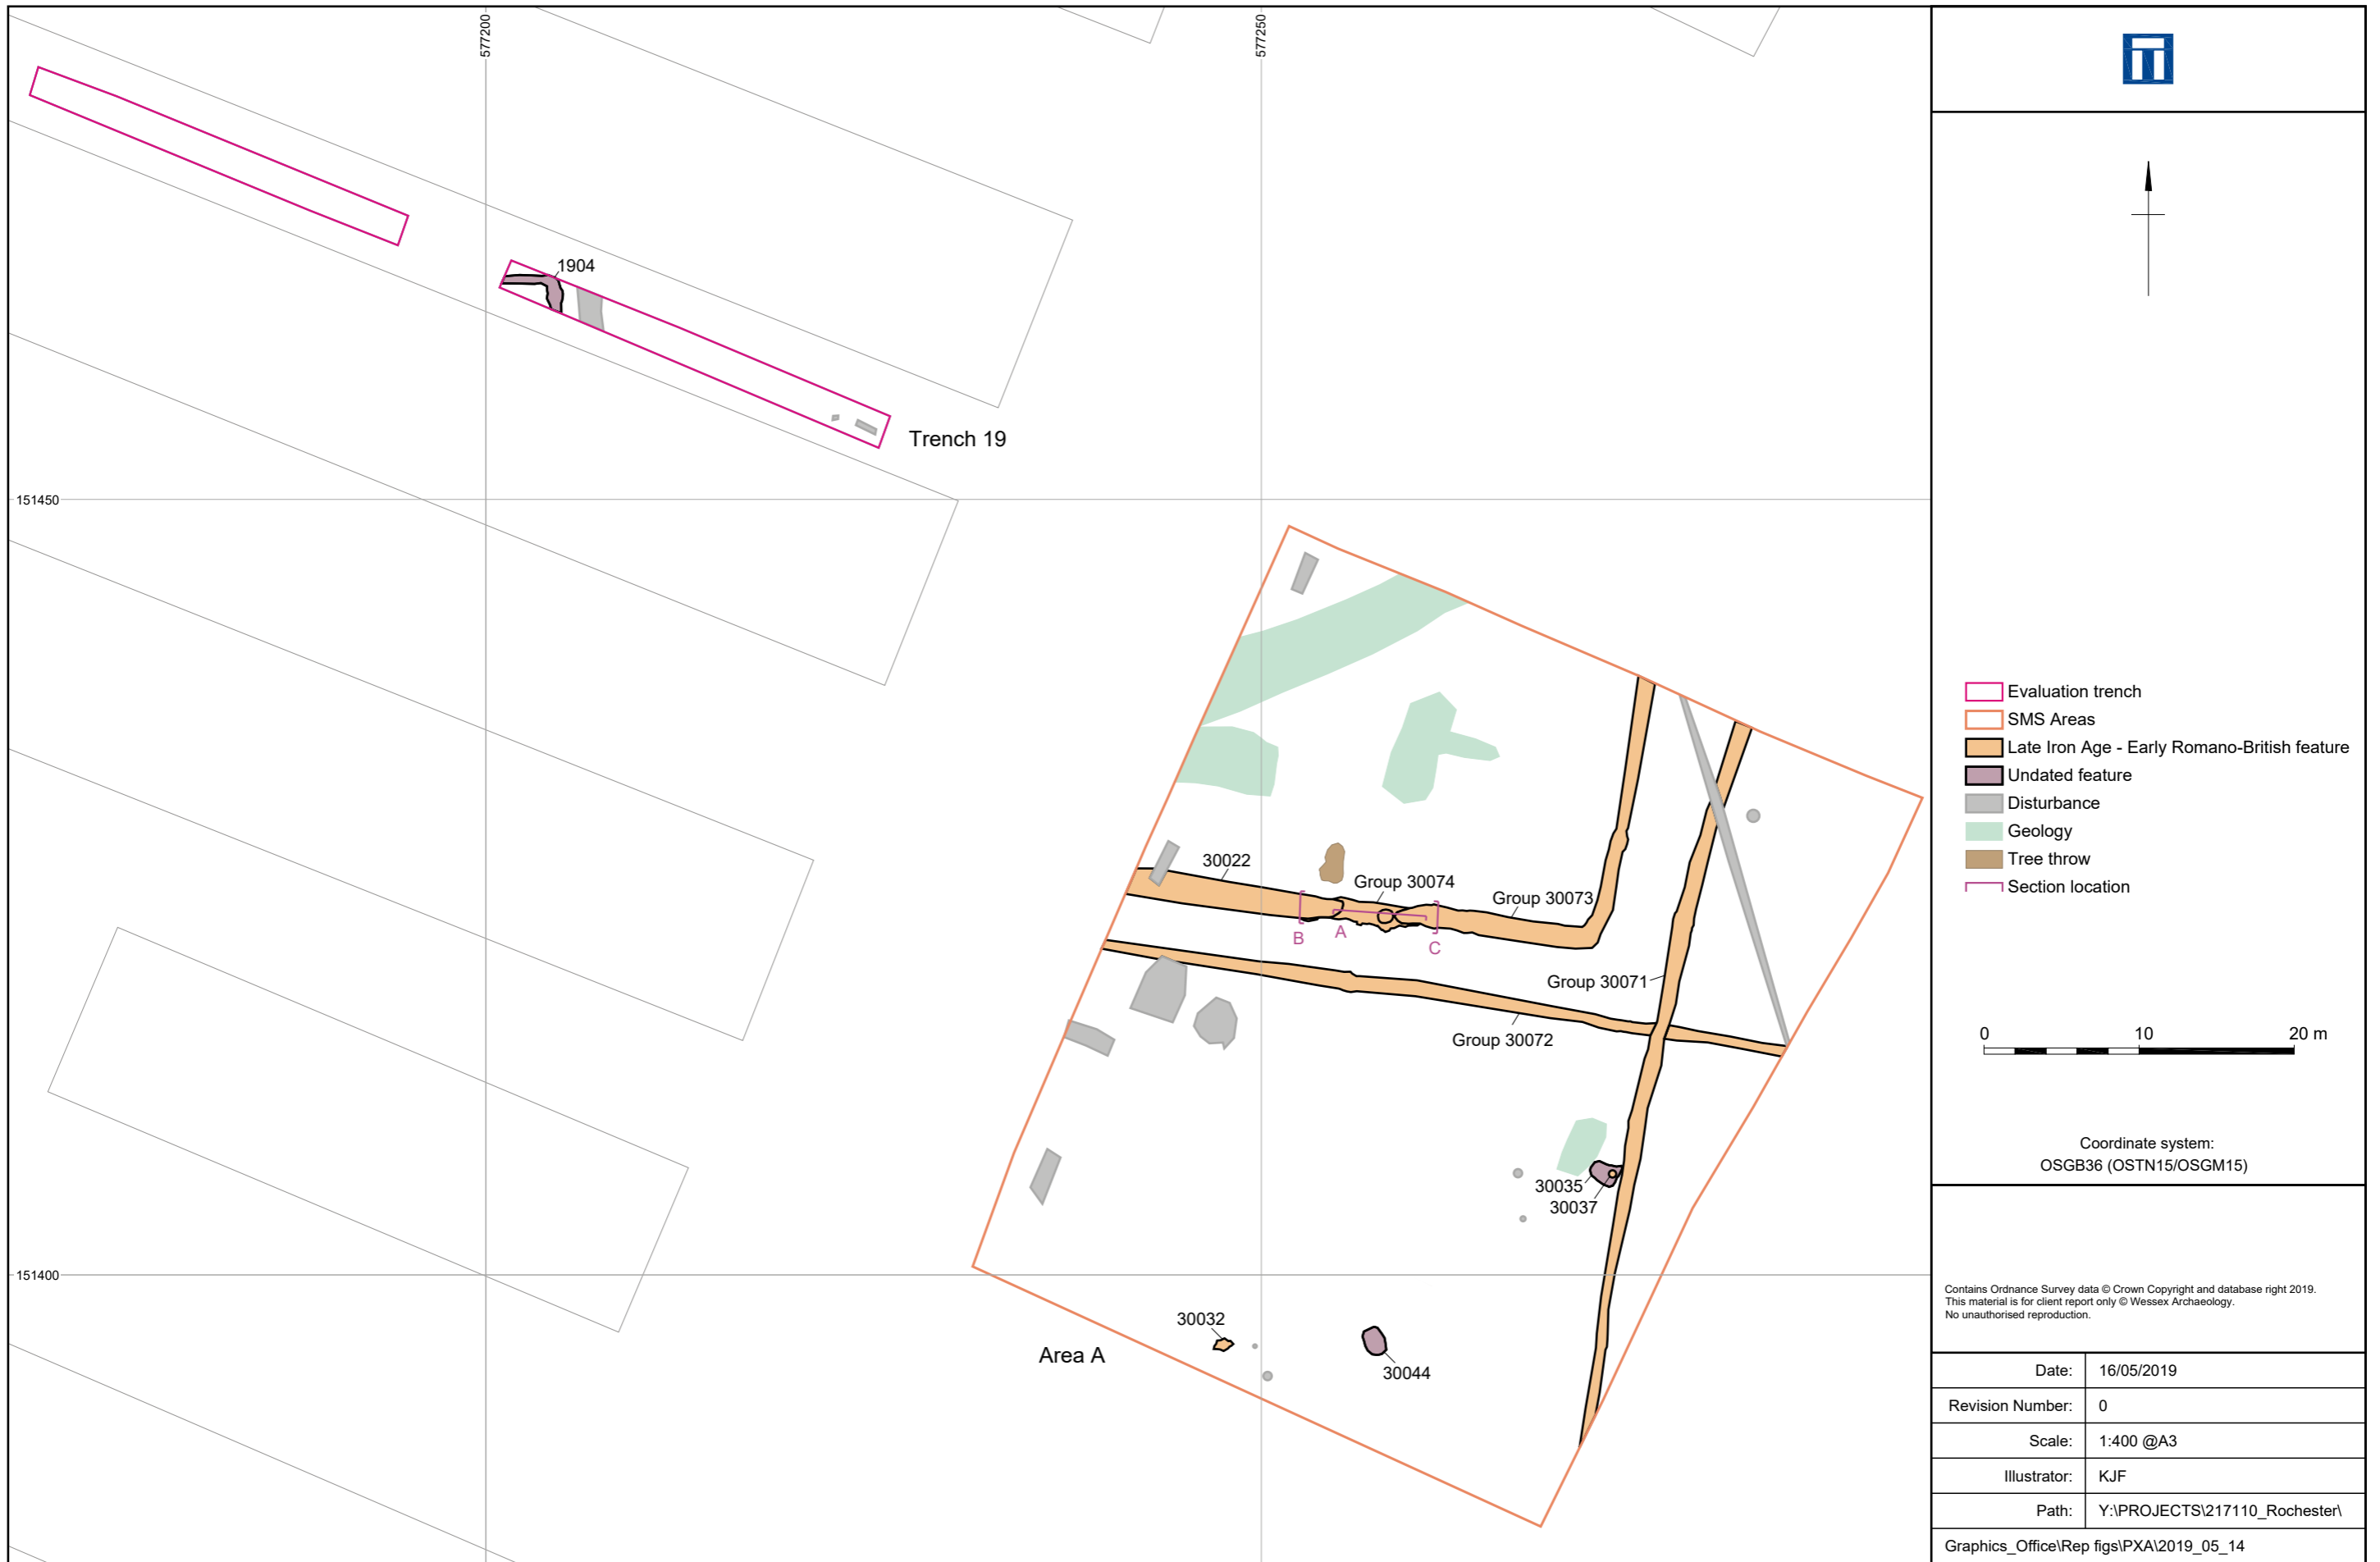 577200
577250
1904
Trench 19
151450
30022
Group 30074
Group 30073
B
A
C
Group 30071
Group 30072
30035
30037
151400
30032
30044
Area A
Evaluation trench
SMS Areas
Late Iron Age - Early Romano-British feature
Undated feature
Disturbance
Geology
Tree throw
Section location
0 10 20 m
Coordinate system:
OSGB36 (OSTN15/OSGM15)
Contains Ordnance Survey data © Crown Copyright and database right 2019.
This material is for client report only © Wessex Archaeology.
No unauthorised reproduction.
Date: 16/05/2019
Revision Number: 0
Scale: 1:400 @A3
Illustrator: KJF
Path: Y:\PROJECTS\217110_Rochester\
Graphics_Office\Rep figs\PXA\2019_05_14